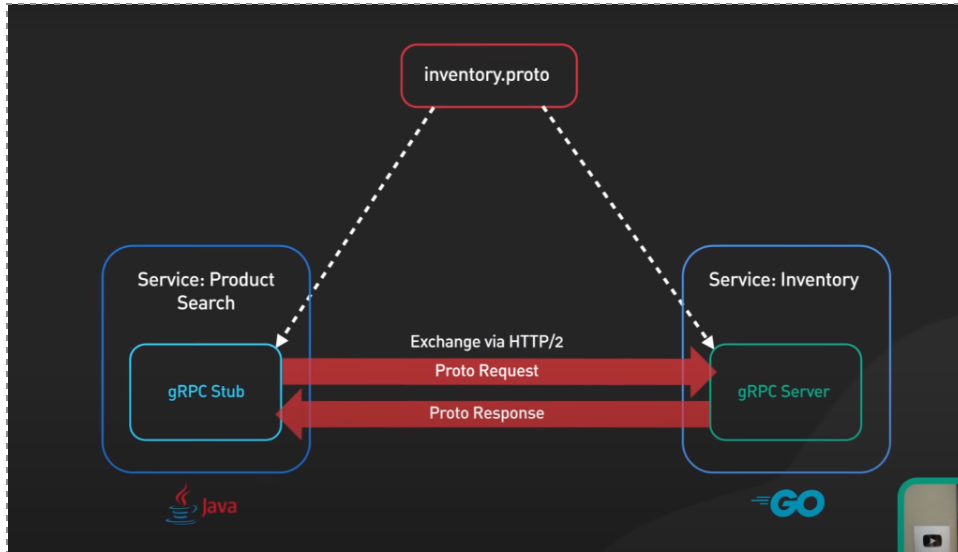 inventory.proto
Service: Product
Search
Service: Inventory
Exchange via HTTP/2
gRPC Stub
Proto Request
gRPC Server
Proto Response
Java
GO